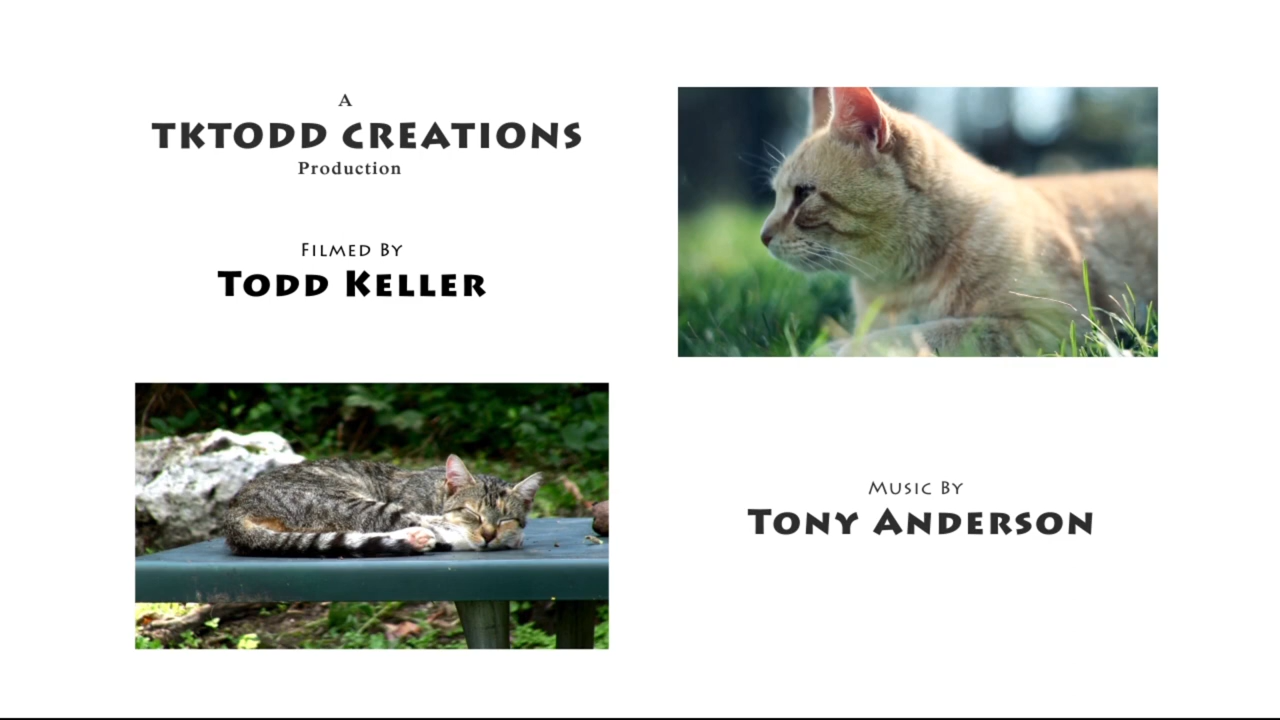 A
TKTODD CREATIONS
Production
Filmed By
Todd Keller
Music By
Tony Anderson